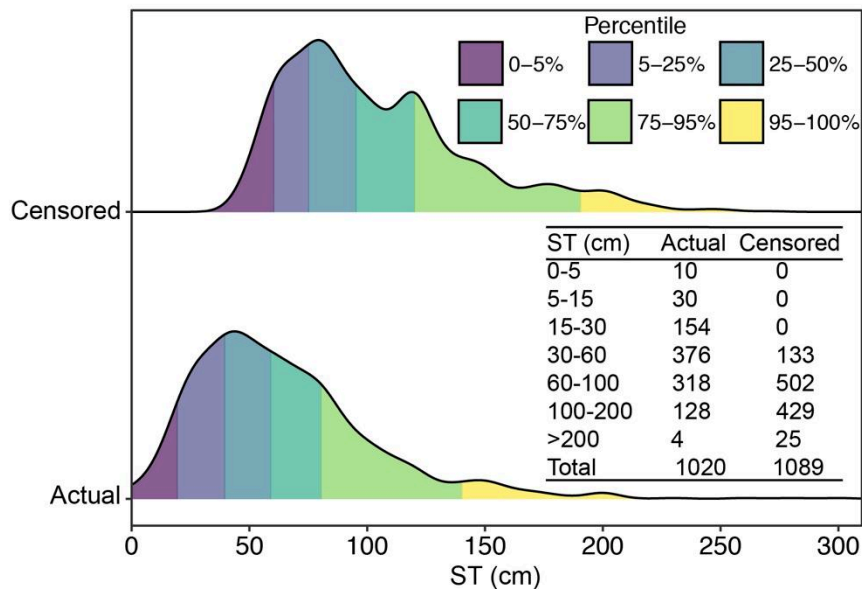 Percentile
0–5% 5–25% 25–50%
50–75% 75–95% 95–100%
Censored
ST (cm) Actual Censored
0-5 10 0
5-15 30 0
15-30 154 0
30-60 376 133
60-100 318 502
100-200 128 429
>200 4 25
Total 1020 1089
Actual
0 50 100 150 200 250 300
ST (cm)